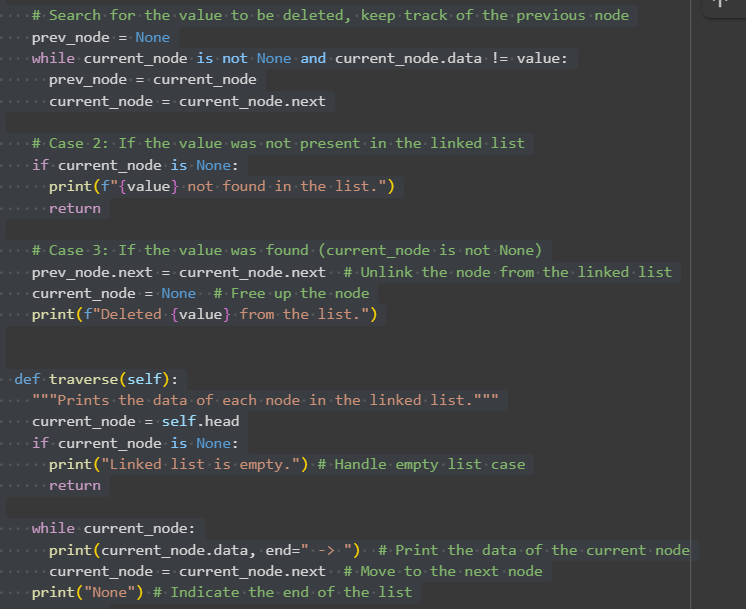 # Search for the value to be deleted, keep track of the previous node
prev_node = None
while current_node is not None and current_node.data != value:
prev_node = current_node
current_node = current_node.next
# Case 2: If the value was not present in the linked list
if current_node is None:
print(f"{value} not found in the list.")
return
# Case 3: If the value was found (current_node is not None)
prev_node.next = current_node.next # Unlink the node from the linked list
current_node = None # Free up the node
print(f"Deleted {value} from the list.")
def traverse(self):
"""Prints the data of each node in the linked list."""
current_node = self.head
if current_node is None:
print("Linked list is empty.") # Handle empty list case
return
while current_node:
print(current_node.data, end=" -> ") # Print the data of the current node
current_node = current_node.next # Move to the next node
print("None") # Indicate the end of the list